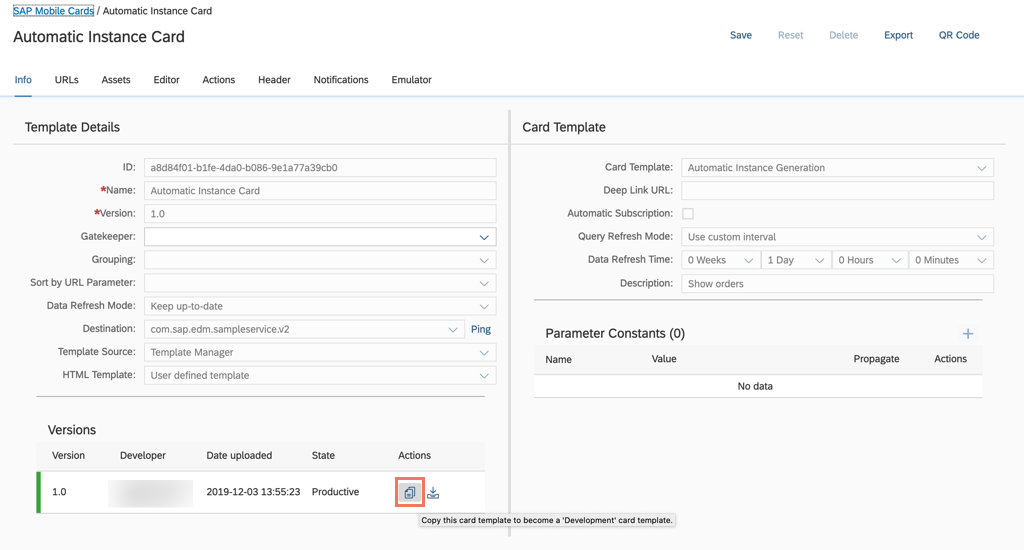 SAP Mobile Cards / Automatic Instance Card
Automatic Instance Card
Save Reset Delete Export QR Code
Info URLs Assets Editor Actions Header Notifications Emulator
Template Details
ID: a8d84f01-b1fe-4da0-b086-9e1a77a39cb0
*Name: Automatic Instance Card
*Version: 1.0
Gatekeeper:
Grouping:
Sort by URL Parameter:
Data Refresh Mode: Keep up-to-date
Destination: com.sap.edm.sampleservice.v2 Ping
Template Source: Template Manager
HTML Template: User defined template
Versions
Version Developer Date uploaded State Actions
1.0 2019-12-03 13:55:23 Productive
Copy this card template to become a 'Development' card template.
Card Template
Card Template: Automatic Instance Generation
Deep Link URL:
Automatic Subscription:
Query Refresh Mode: Use custom interval
Data Refresh Time: 0 Weeks 1 Day 0 Hours 0 Minutes
Description: Show orders
Parameter Constants (0)
Name Value Propagate Actions
No data